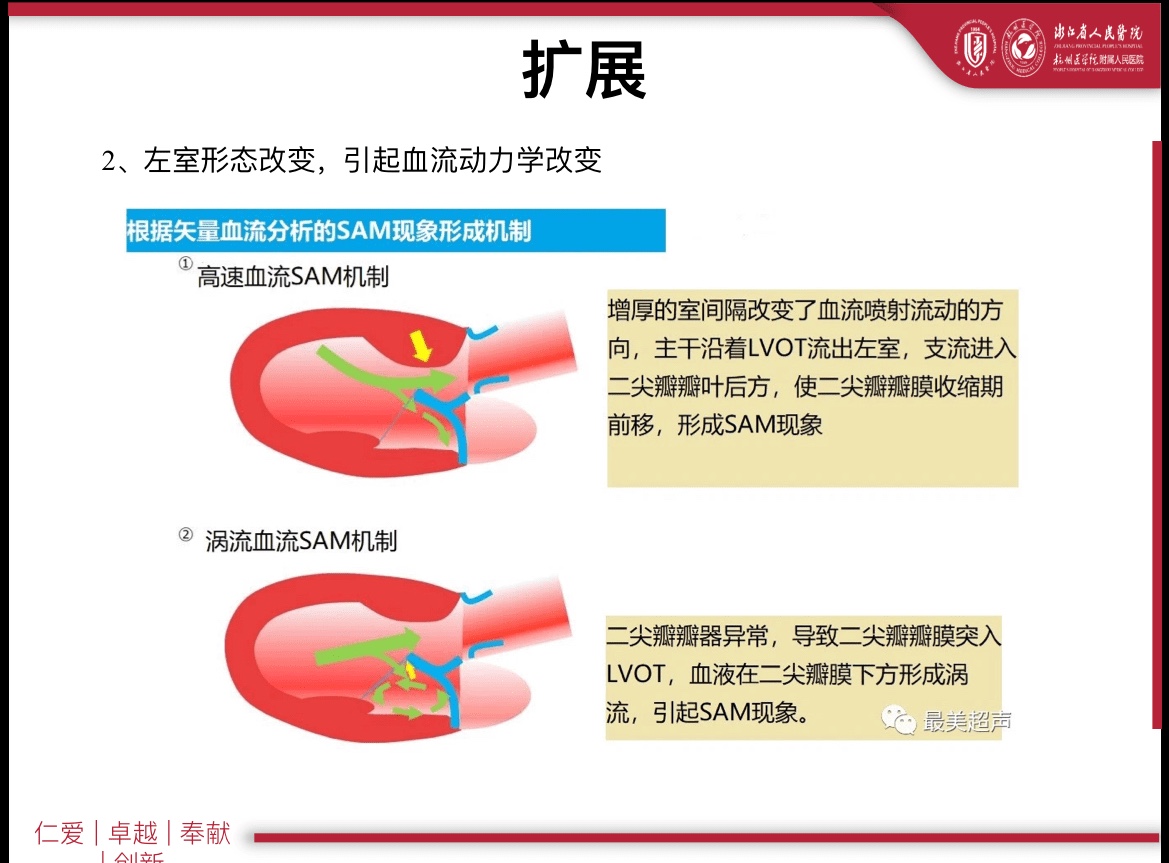 浙江省人民医院
ZHEJIANG PROVINCIAL PEOPLE'S HOSPITAL
杭州医学院附属人民医院
扩展
2、左室形态改变，引起血流动力学改变
根据矢量血流分析的SAM现象形成机制
① 高速血流SAM机制
增厚的室间隔改变了血流喷射流动的方
向，主干沿着LVOT流出左室，支流进入
二尖瓣瓣叶后方，使二尖瓣瓣膜收缩期
前移，形成SAM现象
② 涡流血流SAM机制
二尖瓣瓣器异常，导致二尖瓣瓣膜突入
LVOT，血液在二尖瓣膜下方形成涡
流，引起SAM现象。
最美超声
仁爱 | 卓越 | 奉献
| 创新